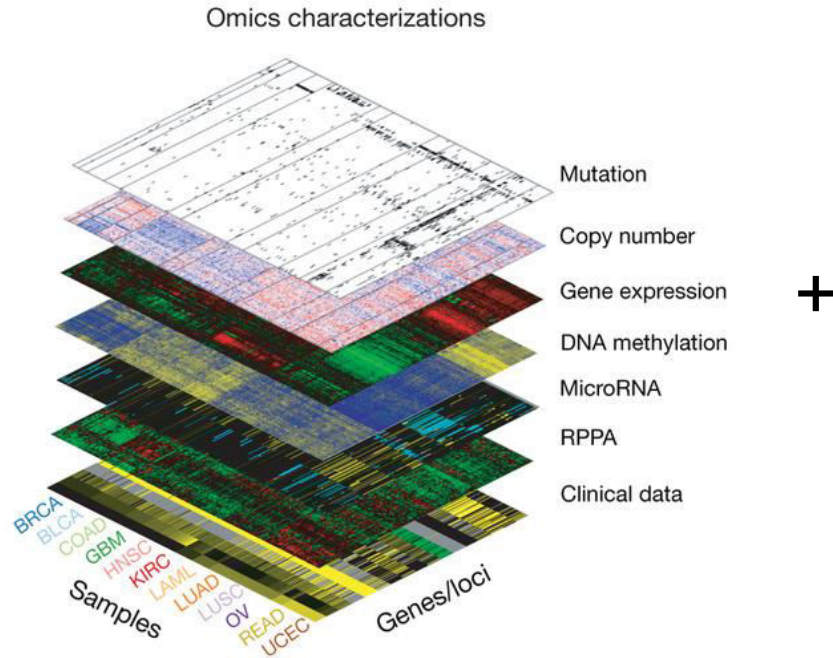 Omics characterizations
Mutation
Copy number
Gene expression
+
DNA methylation
MicroRNA
RPPA
Clinical data
BRCA
BLCA
COAD
GBM
HNSC
KIRC
LAML
LUAD
LUSC
OV
READ
UCEC
Samples
Genes/loci